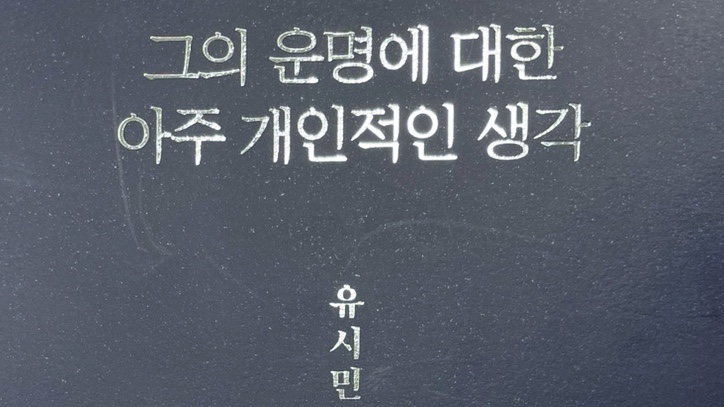 그의 운명에 대한
아주 개인적인 생각
유시민